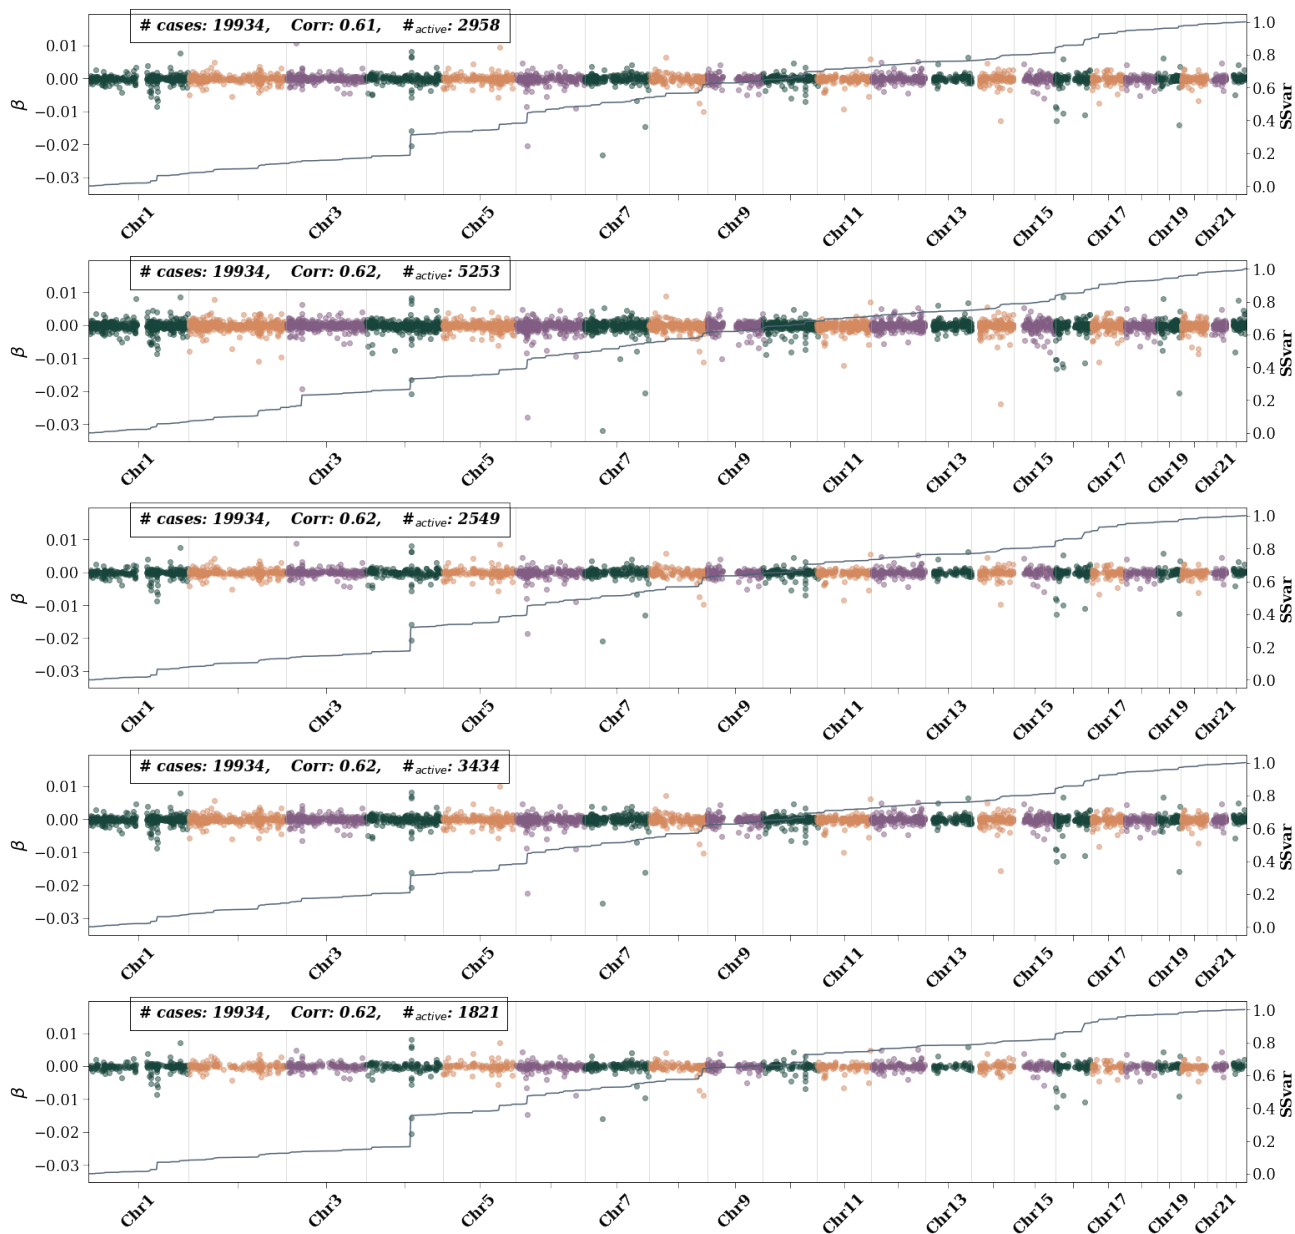 # cases: 19934, Corr: 0.61, #active: 2958
0.01
0.00
−0.01
−0.02
−0.03
β
1.0
0.8
0.6
0.4
0.2
0.0
SSvar
Chr1 Chr3 Chr5 Chr7 Chr9 Chr11 Chr13 Chr15 Chr17 Chr19 Chr21
# cases: 19934, Corr: 0.62, #active: 5253
0.01
0.00
−0.01
−0.02
−0.03
β
1.0
0.8
0.6
0.4
0.2
0.0
SSvar
Chr1 Chr3 Chr5 Chr7 Chr9 Chr11 Chr13 Chr15 Chr17 Chr19 Chr21
# cases: 19934, Corr: 0.62, #active: 2549
0.01
0.00
−0.01
−0.02
−0.03
β
1.0
0.8
0.6
0.4
0.2
0.0
SSvar
Chr1 Chr3 Chr5 Chr7 Chr9 Chr11 Chr13 Chr15 Chr17 Chr19 Chr21
# cases: 19934, Corr: 0.62, #active: 3434
0.01
0.00
−0.01
−0.02
−0.03
β
1.0
0.8
0.6
0.4
0.2
0.0
SSvar
Chr1 Chr3 Chr5 Chr7 Chr9 Chr11 Chr13 Chr15 Chr17 Chr19 Chr21
# cases: 19934, Corr: 0.62, #active: 1821
0.01
0.00
−0.01
−0.02
−0.03
β
1.0
0.8
0.6
0.4
0.2
0.0
SSvar
Chr1 Chr3 Chr5 Chr7 Chr9 Chr11 Chr13 Chr15 Chr17 Chr19 Chr21